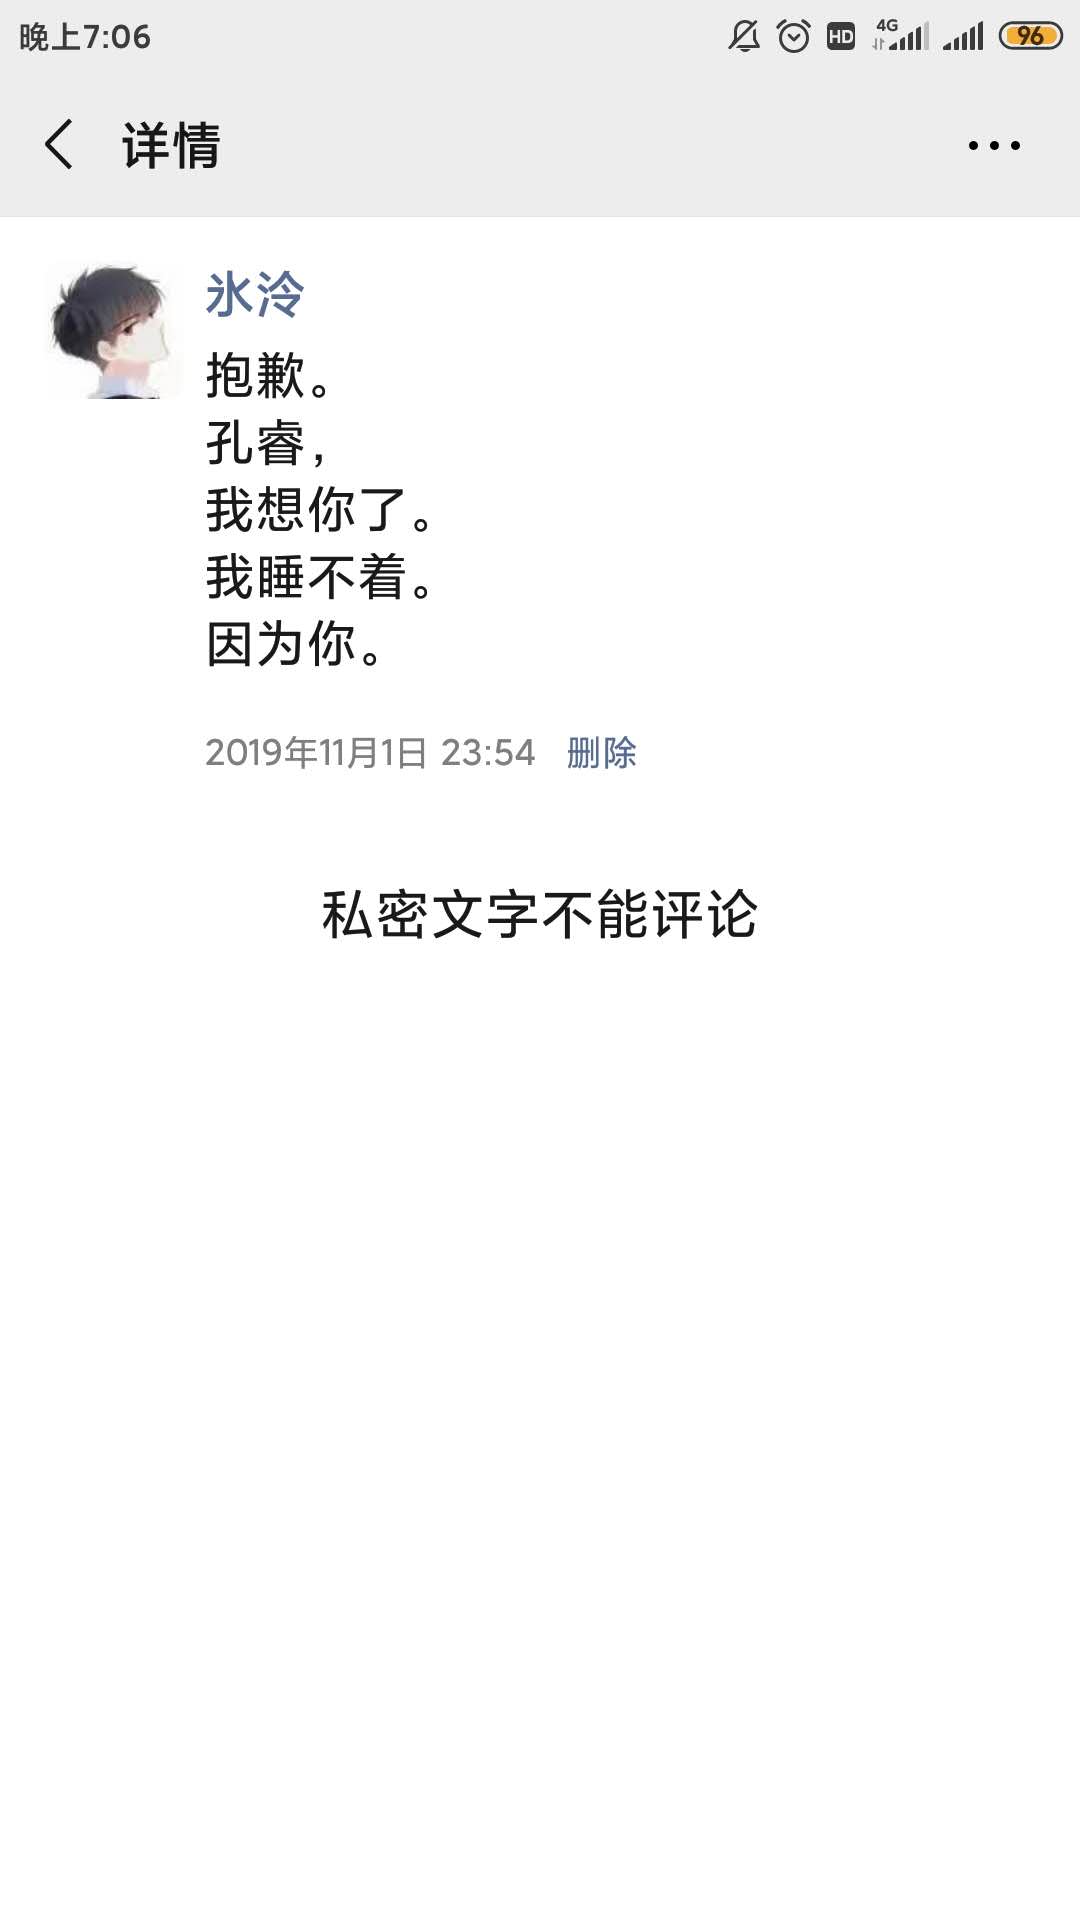 晚上7:06
HD
4G
96
详情
氷泠
抱歉。
孔睿，
我想你了。
我睡不着。
因为你。
2019年11月1日 23:54 删除
私密文字不能评论